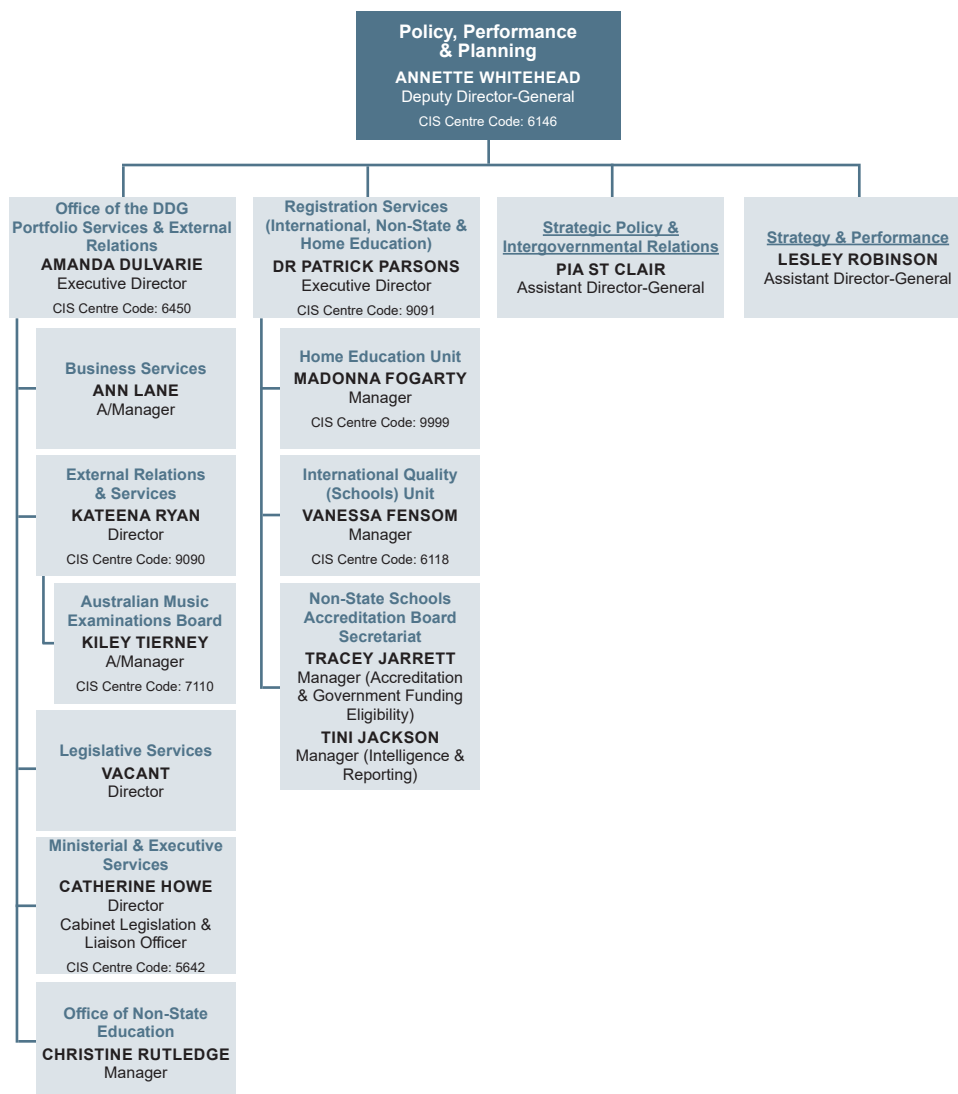 Policy, Performance
& Planning
ANNETTE WHITEHEAD
Deputy Director-General
CIS Centre Code: 6146
Office of the DDG
Portfolio Services & External
Relations
AMANDA DULVARIE
Executive Director
CIS Centre Code: 6450
Business Services
ANN LANE
A/Manager
External Relations
& Services
KATEENA RYAN
Director
CIS Centre Code: 9090
Australian Music
Examinations Board
KILEY TIERNEY
A/Manager
CIS Centre Code: 7110
Legislative Services
VACANT
Director
Ministerial & Executive
Services
CATHERINE HOWE
Director
Cabinet Legislation &
Liaison Officer
CIS Centre Code: 5642
Office of Non-State
Education
CHRISTINE RUTLEDGE
Manager
Registration Services
(International, Non-State &
Home Education)
DR PATRICK PARSONS
Executive Director
CIS Centre Code: 9091
Home Education Unit
MADONNA FOGARTY
Manager
CIS Centre Code: 9999
International Quality
(Schools) Unit
VANESSA FENSOM
Manager
CIS Centre Code: 6118
Non-State Schools
Accreditation Board
Secretariat
TRACEY JARRETT
Manager (Accreditation
& Government Funding
Eligibility)
TINI JACKSON
Manager (Intelligence &
Reporting)
Strategic Policy &
Intergovernmental Relations
PIA ST CLAIR
Assistant Director-General
Strategy & Performance
LESLEY ROBINSON
Assistant Director-General